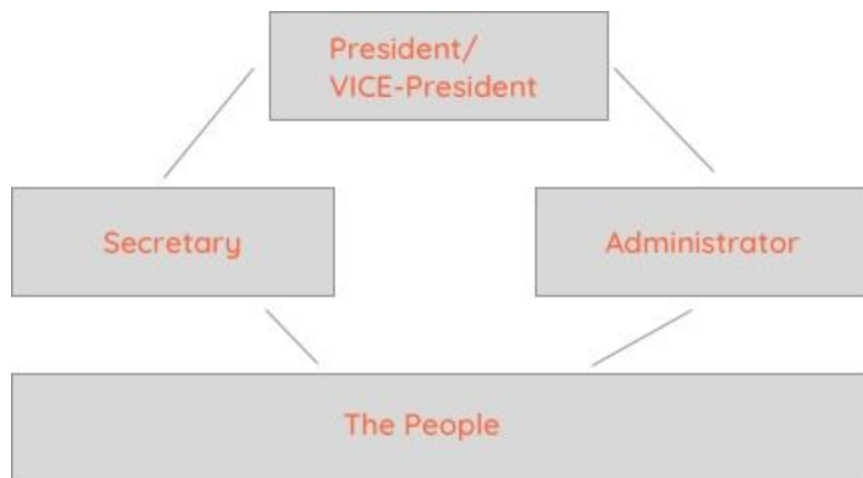 President/
VICE-President
Secretary
Administrator
The People